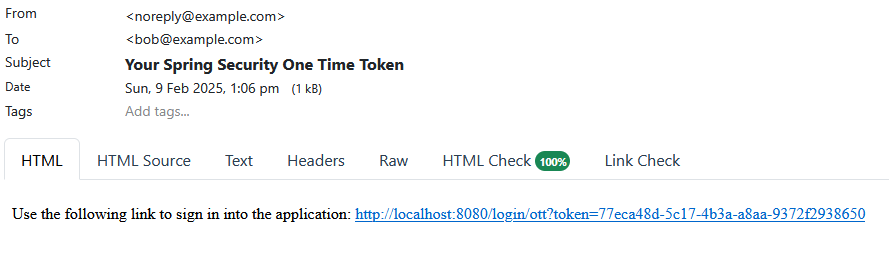 From <noreply@example.com>
To <bob@example.com>
Subject Your Spring Security One Time Token
Date Sun, 9 Feb 2025, 1:06 pm (1 kB)
Tags Add tags...
HTML HTML Source Text Headers Raw HTML Check 100% Link Check
Use the following link to sign in into the application: http://localhost:8080/login/ott?token=77eca48d-5c17-4b3a-a8aa-9372f2938650